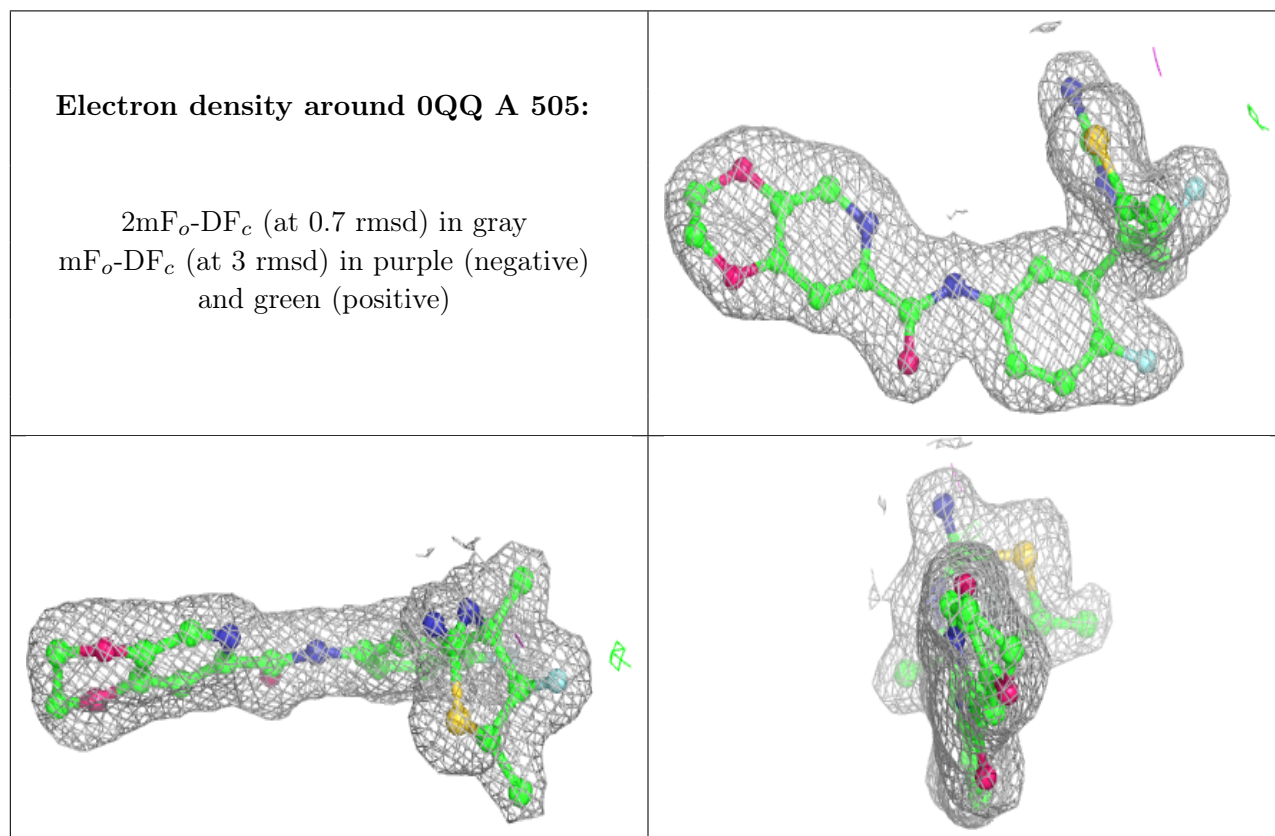 Electron density around 0QQ A 505:
2mFₒ-DF𝒸 (at 0.7 rmsd) in gray
mFₒ-DF𝒸 (at 3 rmsd) in purple (negative)
and green (positive)